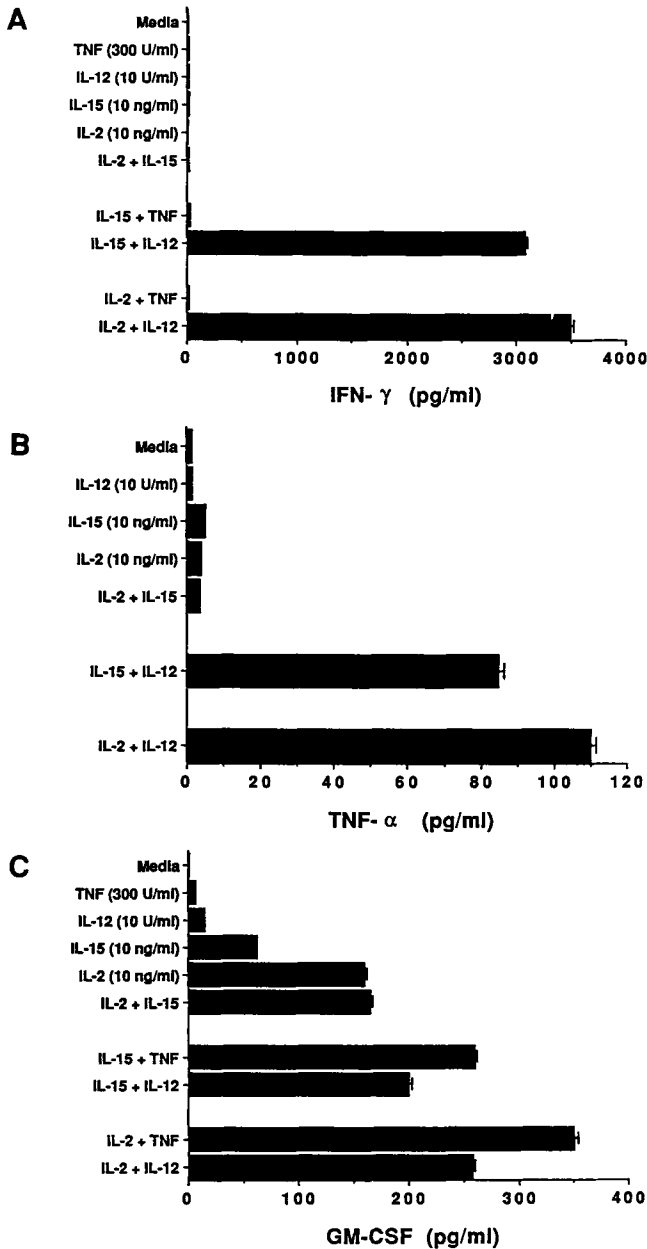 A
Media
TNF (300 U/ml)
IL-12 (10 U/ml)
IL-15 (10 ng/ml)
IL-2 (10 ng/ml)
IL-2 + IL-15
IL-15 + TNF
IL-15 + IL-12
IL-2 + TNF
IL-2 + IL-12
0 1000 2000 3000 4000
IFN- γ (pg/ml)
B
Media
IL-12 (10 U/ml)
IL-15 (10 ng/ml)
IL-2 (10 ng/ml)
IL-2 + IL-15
IL-15 + IL-12
IL-2 + IL-12
0 20 40 60 80 100 120
TNF- α (pg/ml)
C
Media
TNF (300 U/ml)
IL-12 (10 U/ml)
IL-15 (10 ng/ml)
IL-2 (10 ng/ml)
IL-2 + IL-15
IL-15 + TNF
IL-15 + IL-12
IL-2 + TNF
IL-2 + IL-12
0 100 200 300 400
GM-CSF (pg/ml)